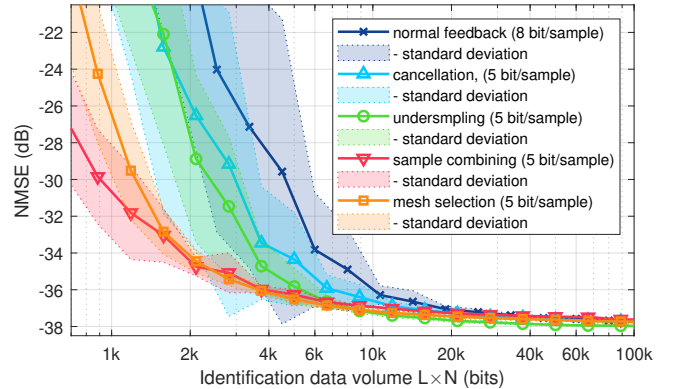 NMSE (dB)
-22
-24
-26
-28
-30
-32
-34
-36
-38
normal feedback (8 bit/sample)
- standard deviation
cancellation, (5 bit/sample)
- standard deviation
undersmpling (5 bit/sample)
- standard deviation
sample combining (5 bit/sample)
- standard deviation
mesh selection (5 bit/sample)
- standard deviation
1k 2k 4k 6k 10k 20k 40k 60k 100k
Identification data volume L×N (bits)